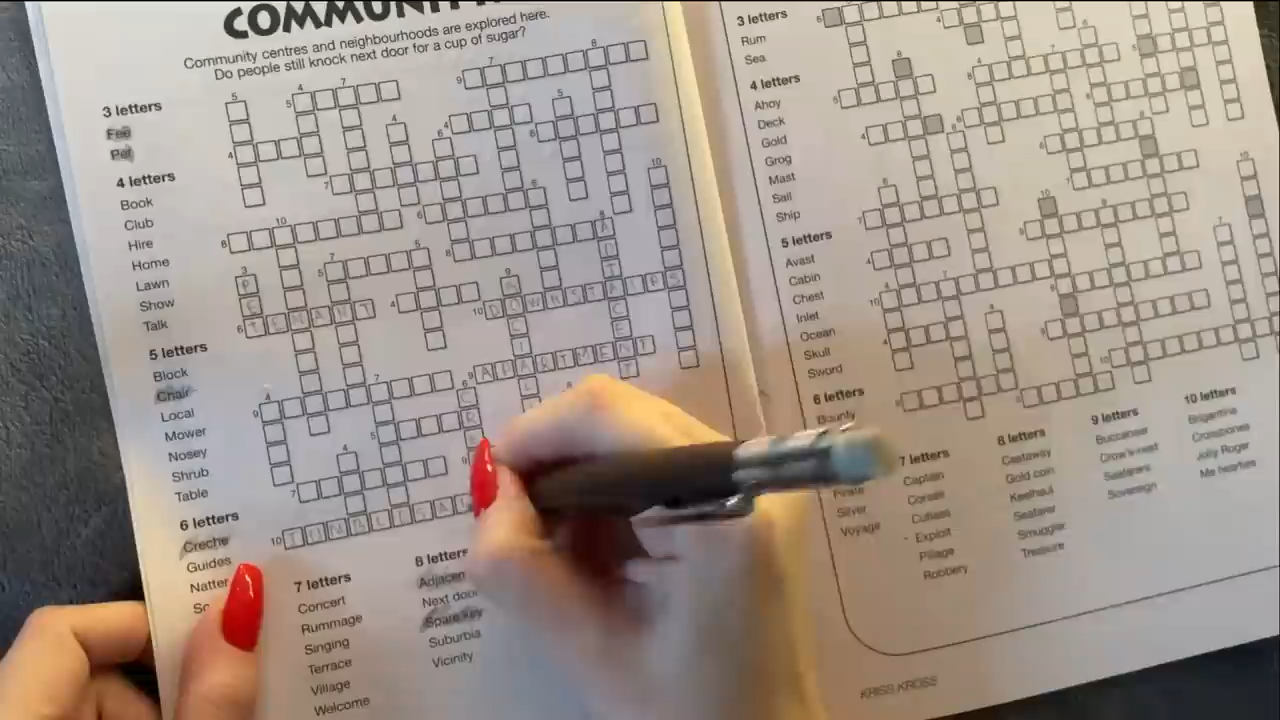 Community centres and neighbourhoods are explored here.
Do people still knock next door for a cup of sugar?
3 letters
Fee
Pet
4 letters
Book
Club
Hire
Home
Lawn
Show
Talk
5 letters
Block
Chair
Local
Mower
Nosey
Shrub
Table
6 letters
Creche
Guides
Natter
7 letters
Concert
Rummage
Singing
Terrace
Village
Welcome
8 letters
Adjacen
Next door
Spare key
Suburbia
Vicinity
TENANT
DOWNSTAIRS
APARTMENT
3 letters
Rum
Sea
4 letters
Ahoy
Deck
Gold
Grog
Mast
Sail
Ship
5 letters
Avast
Cabin
Chest
Inlet
Ocean
Skull
Sword
6 letters
Bounty
Pirate
Silver
Voyage
7 letters
Captain
Corsair
Cutlass
Exploit
Pillage
Robbery
8 letters
Castaway
Gold coin
Keelhaul
Seafarer
Smuggler
Treasure
9 letters
Buccaneer
Crow's-nest
Seafarers
Sovereign
10 letters
Brigantine
Crossbones
Jolly Roger
Me hearties
KRISS KROSS